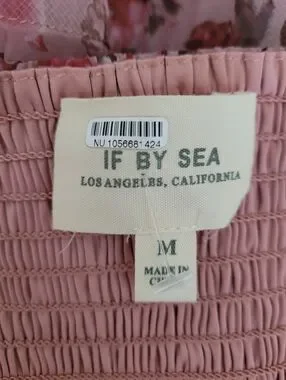 NU 1056681424
IF BY SEA
LOS ANGELES, CALIFORNIA
M
MADE IN